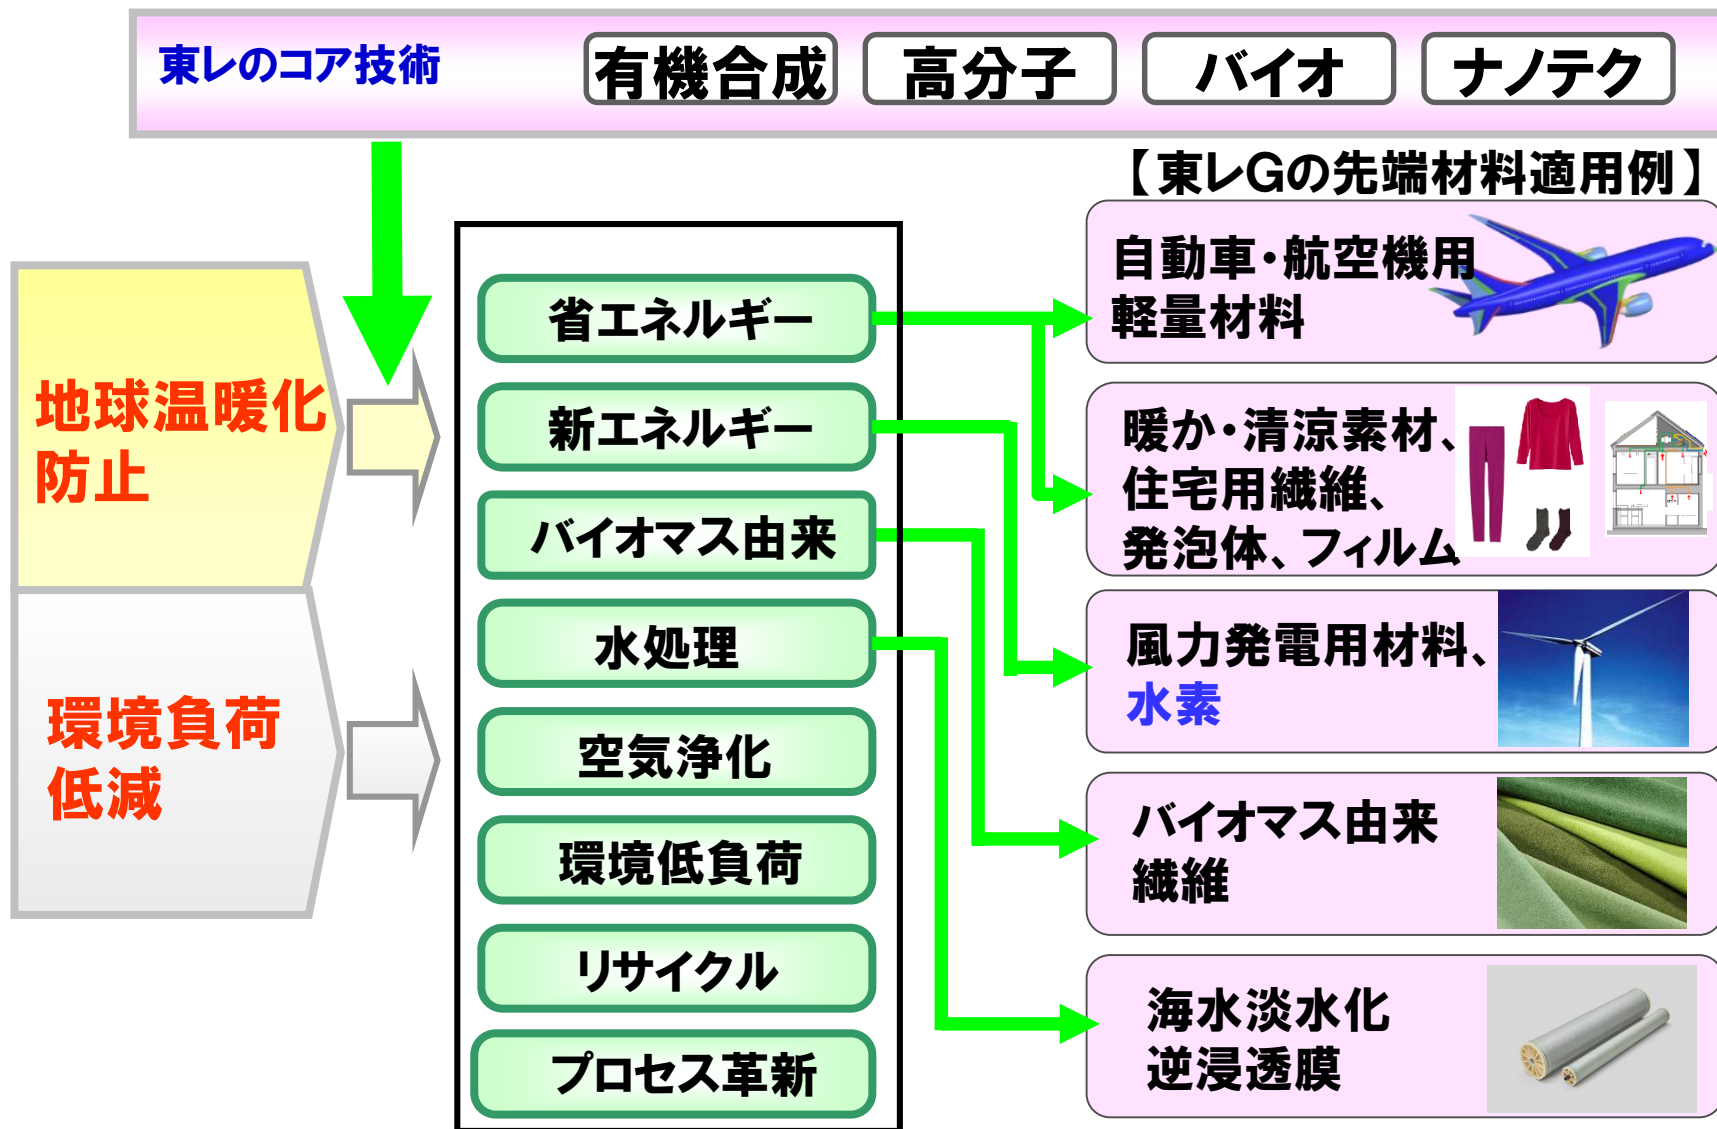 東レのコア技術
有機合成
高分子
バイオ
ナノテク
【東レGの先端材料適用例】
地球温暖化
防止
環境負荷
低減
省エネルギー
新エネルギー
バイオマス由来
水処理
空気浄化
環境低負荷
リサイクル
プロセス革新
自動車・航空機用
軽量材料
暖か・清涼素材、
住宅用繊維、
発泡体、フィルム
風力発電用材料、
水素
バイオマス由来
繊維
海水淡水化
逆浸透膜